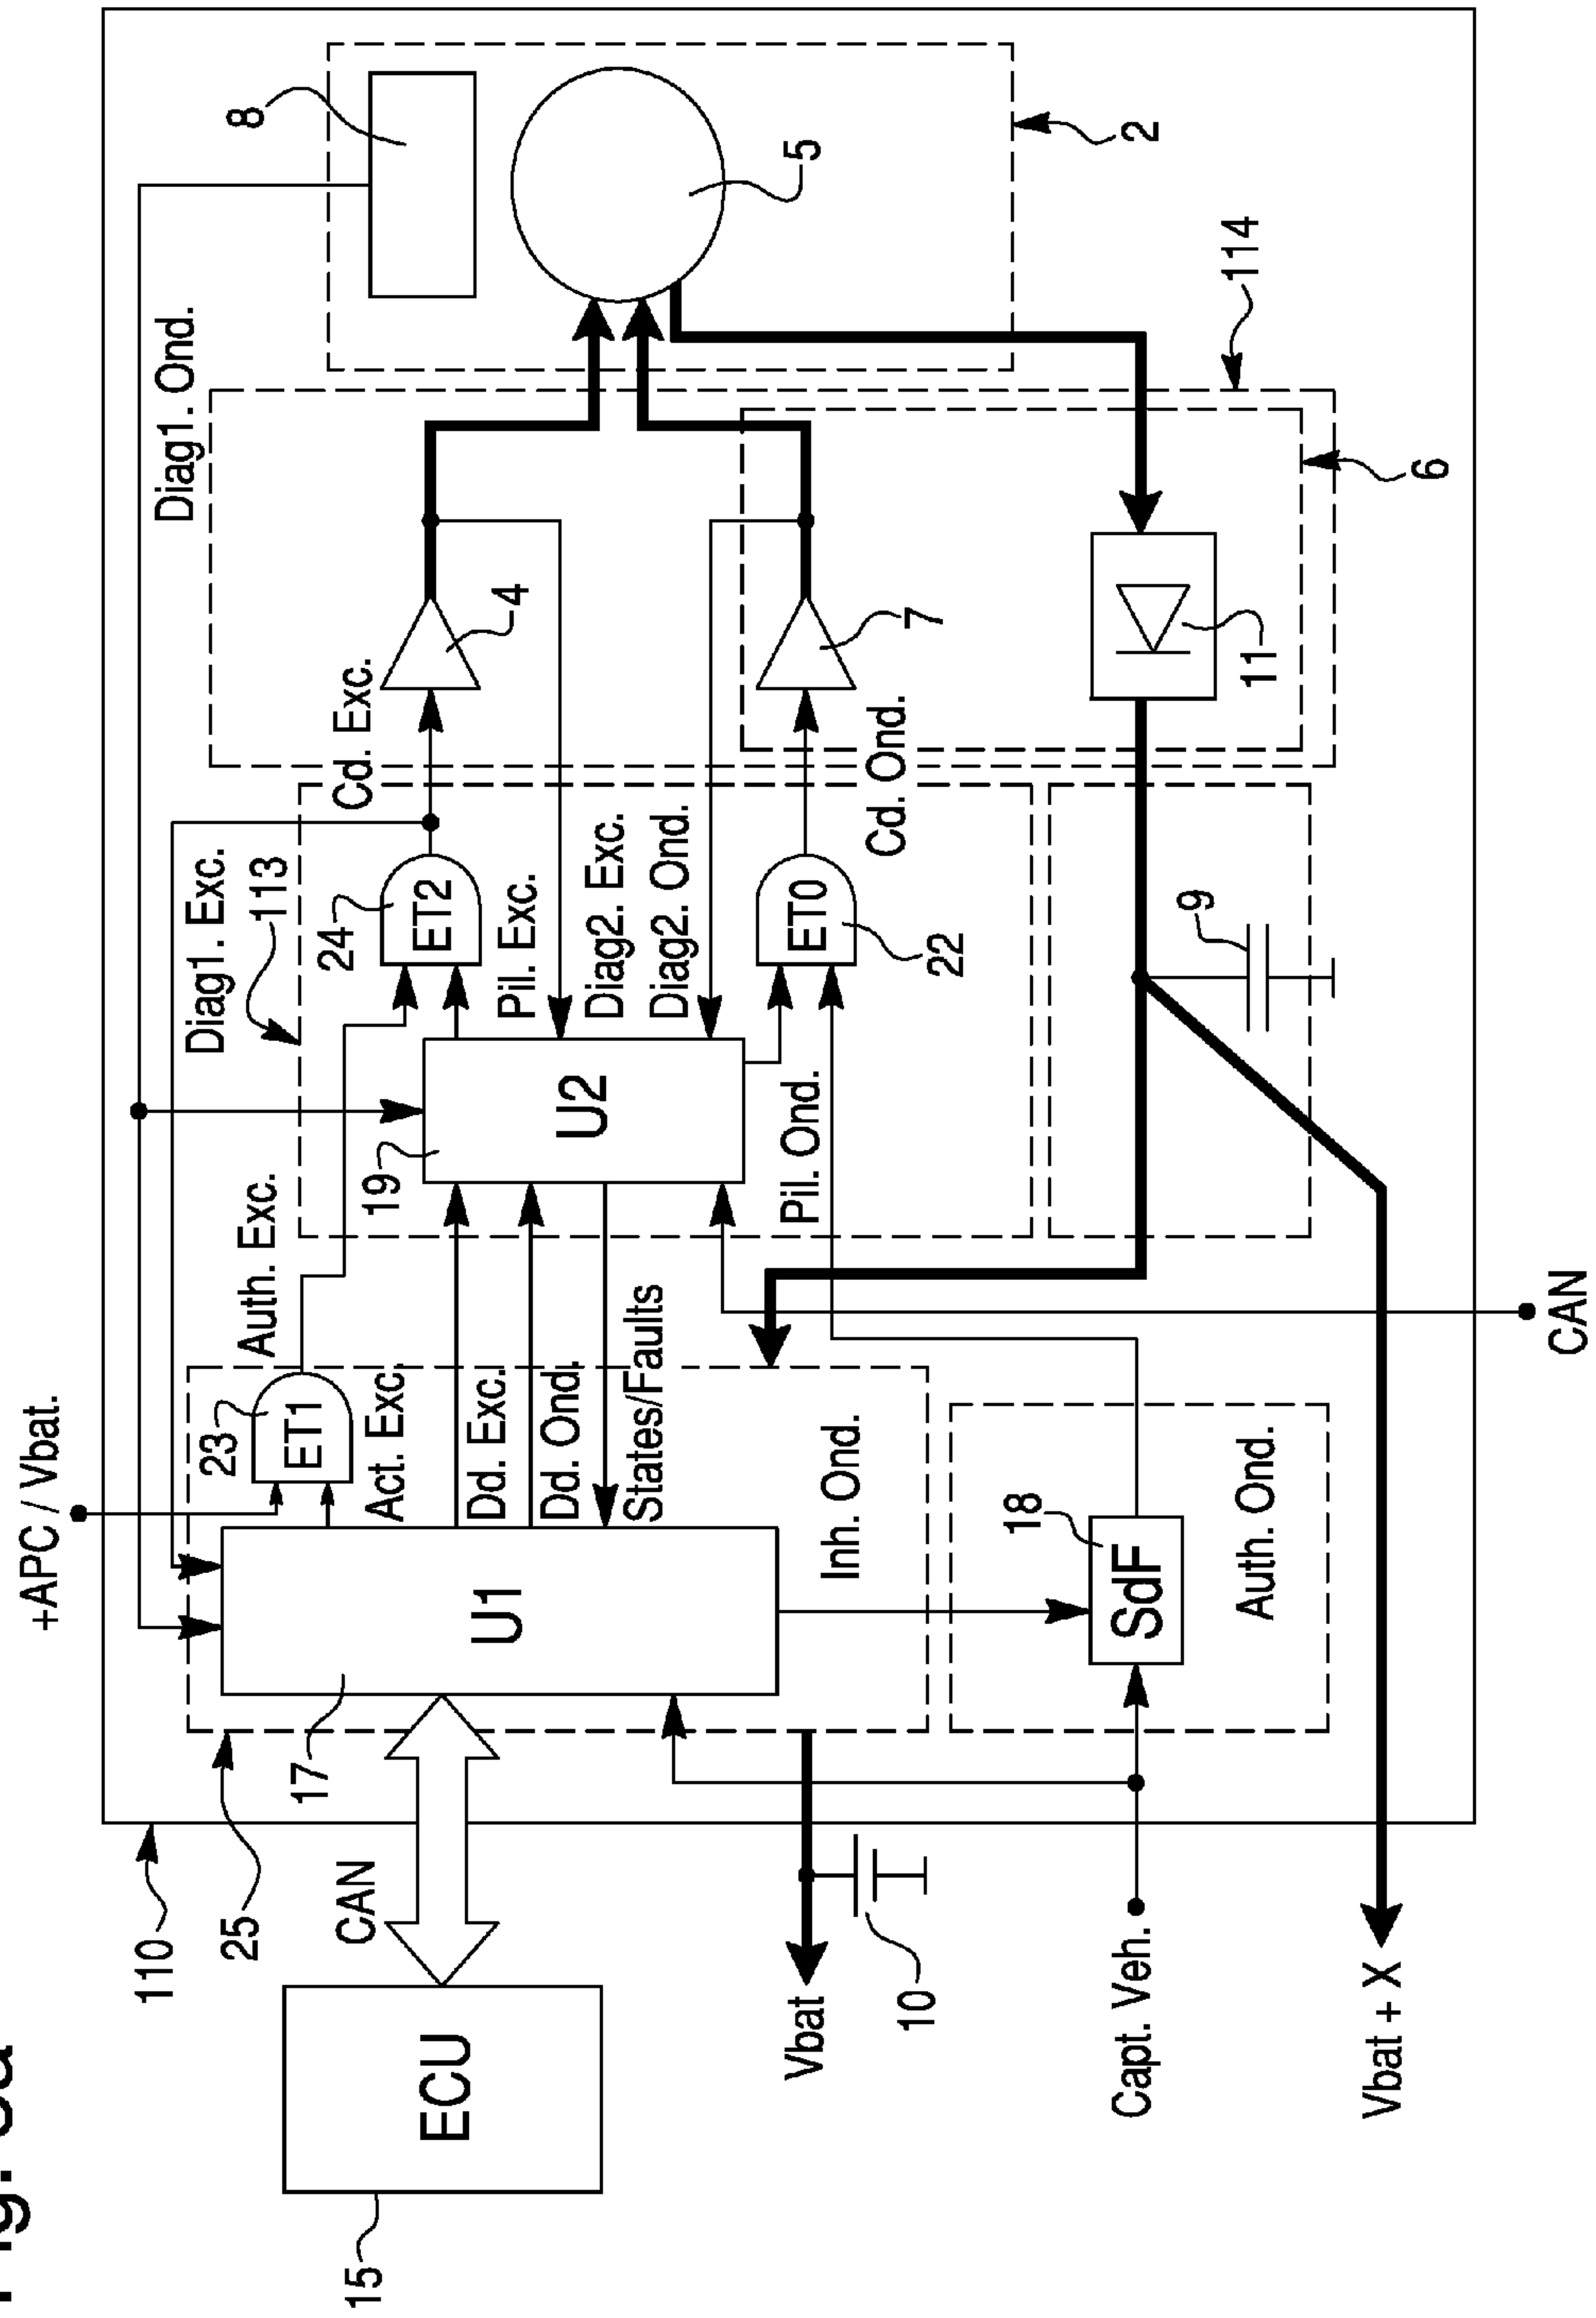 +APC / Vbat.
110
25
17
23
ET1
Auth. Exc.
Act. Exc.
Diag1. Exc.
113
Diag1. Ond.
8
24
ET2
Cd. Exc.
4
5
2
114
19
U2
Pil. Exc.
Diag2. Exc.
Diag2. Ond.
15
ECU
CAN
U1
Dd. Exc.
Dd. Ond.
States/Faults
Pil. Ond.
ET0
22
Cd. Ond.
7
6
Vbat
10
Inh. Ond.
18
SdF
Auth. Ond.
9
11
Capt. Veh.
Vbat + X
CAN